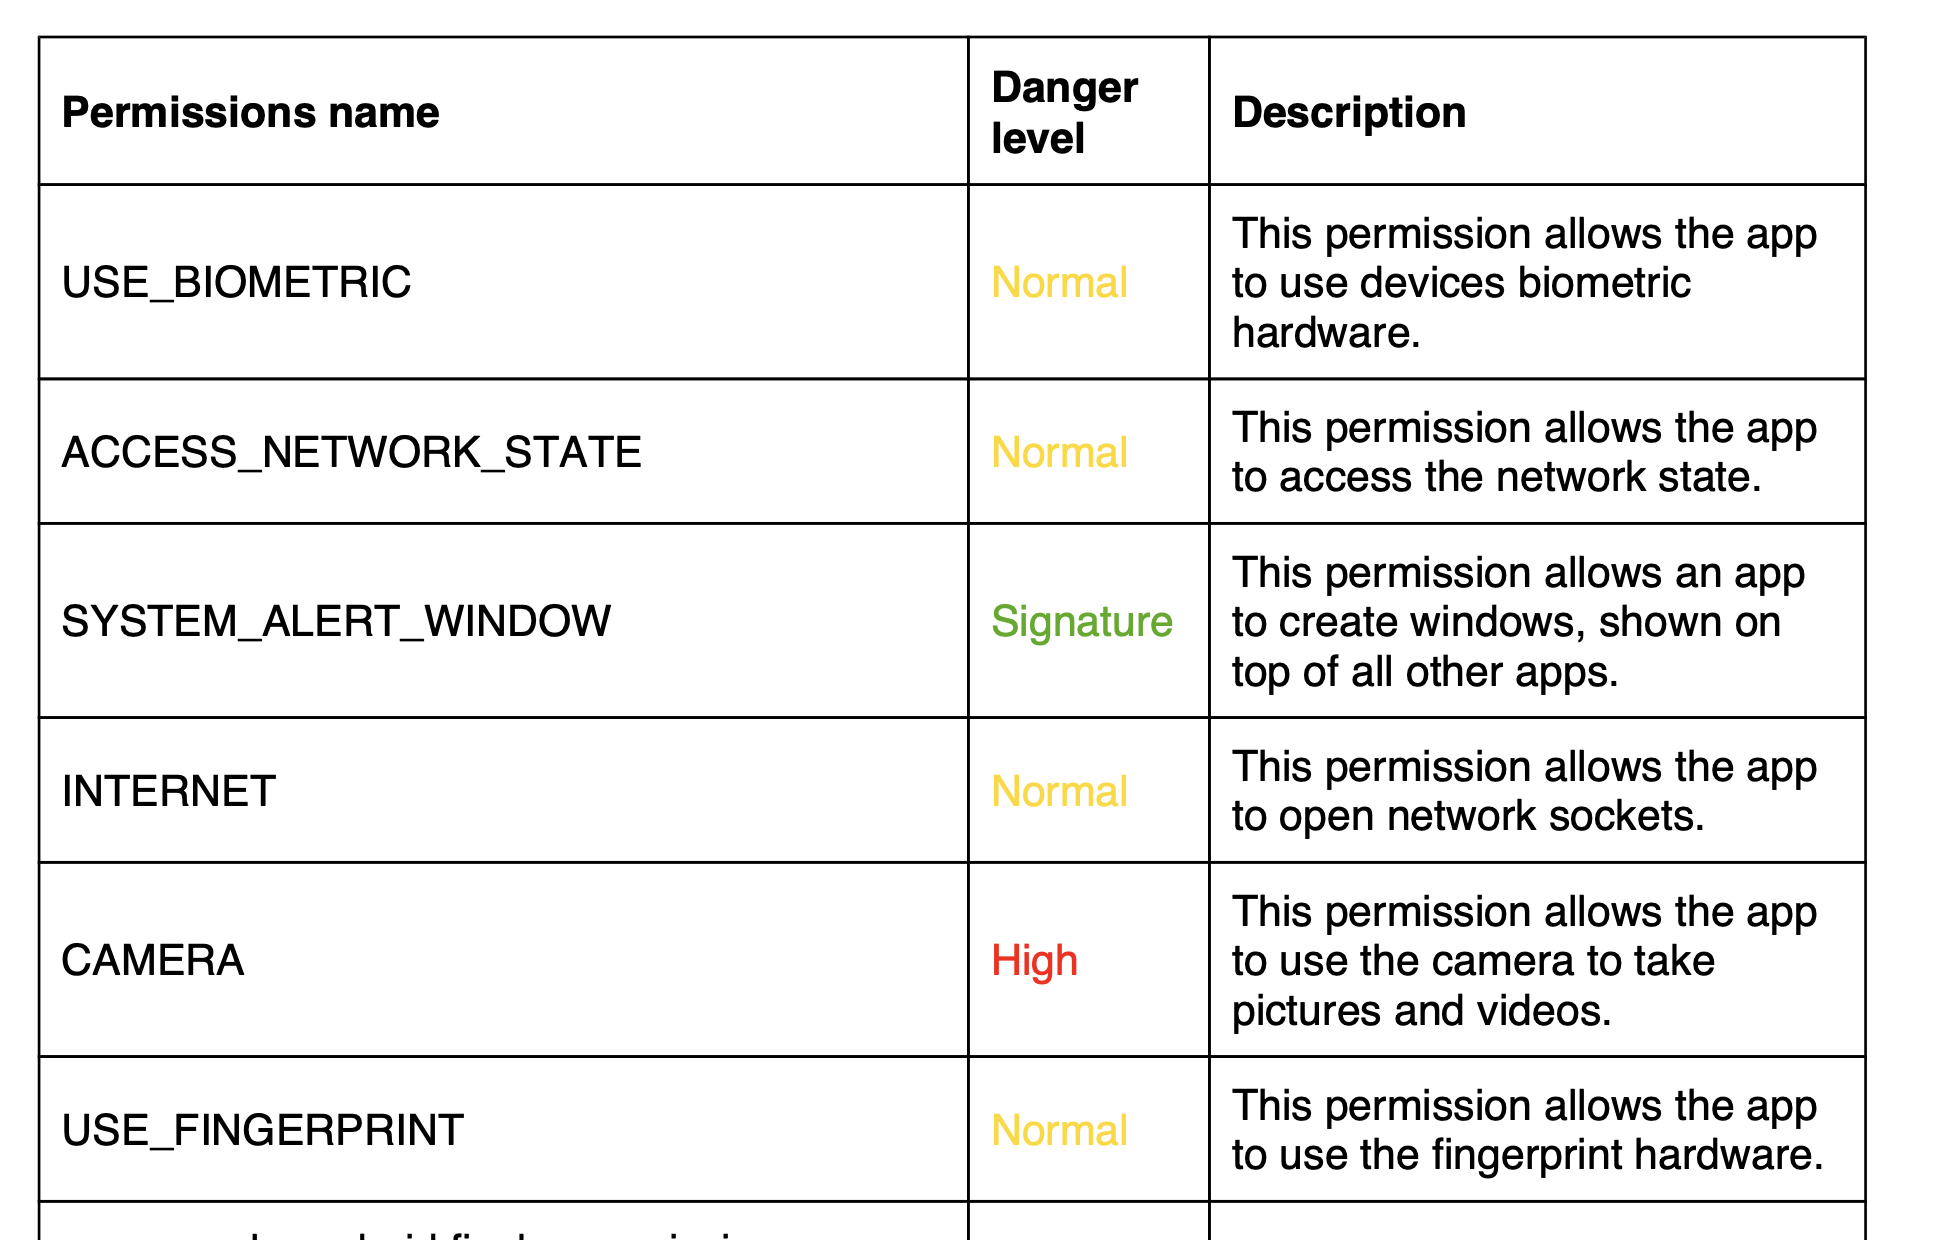 Permissions name
Danger
level
Description
USE_BIOMETRIC
Normal
This permission allows the app
to use devices biometric
hardware.
ACCESS_NETWORK_STATE
Normal
This permission allows the app
to access the network state.
SYSTEM_ALERT_WINDOW
Signature
This permission allows an app
to create windows, shown on
top of all other apps.
INTERNET
Normal
This permission allows the app
to open network sockets.
CAMERA
High
This permission allows the app
to use the camera to take
pictures and videos.
USE_FINGERPRINT
Normal
This permission allows the app
to use the fingerprint hardware.